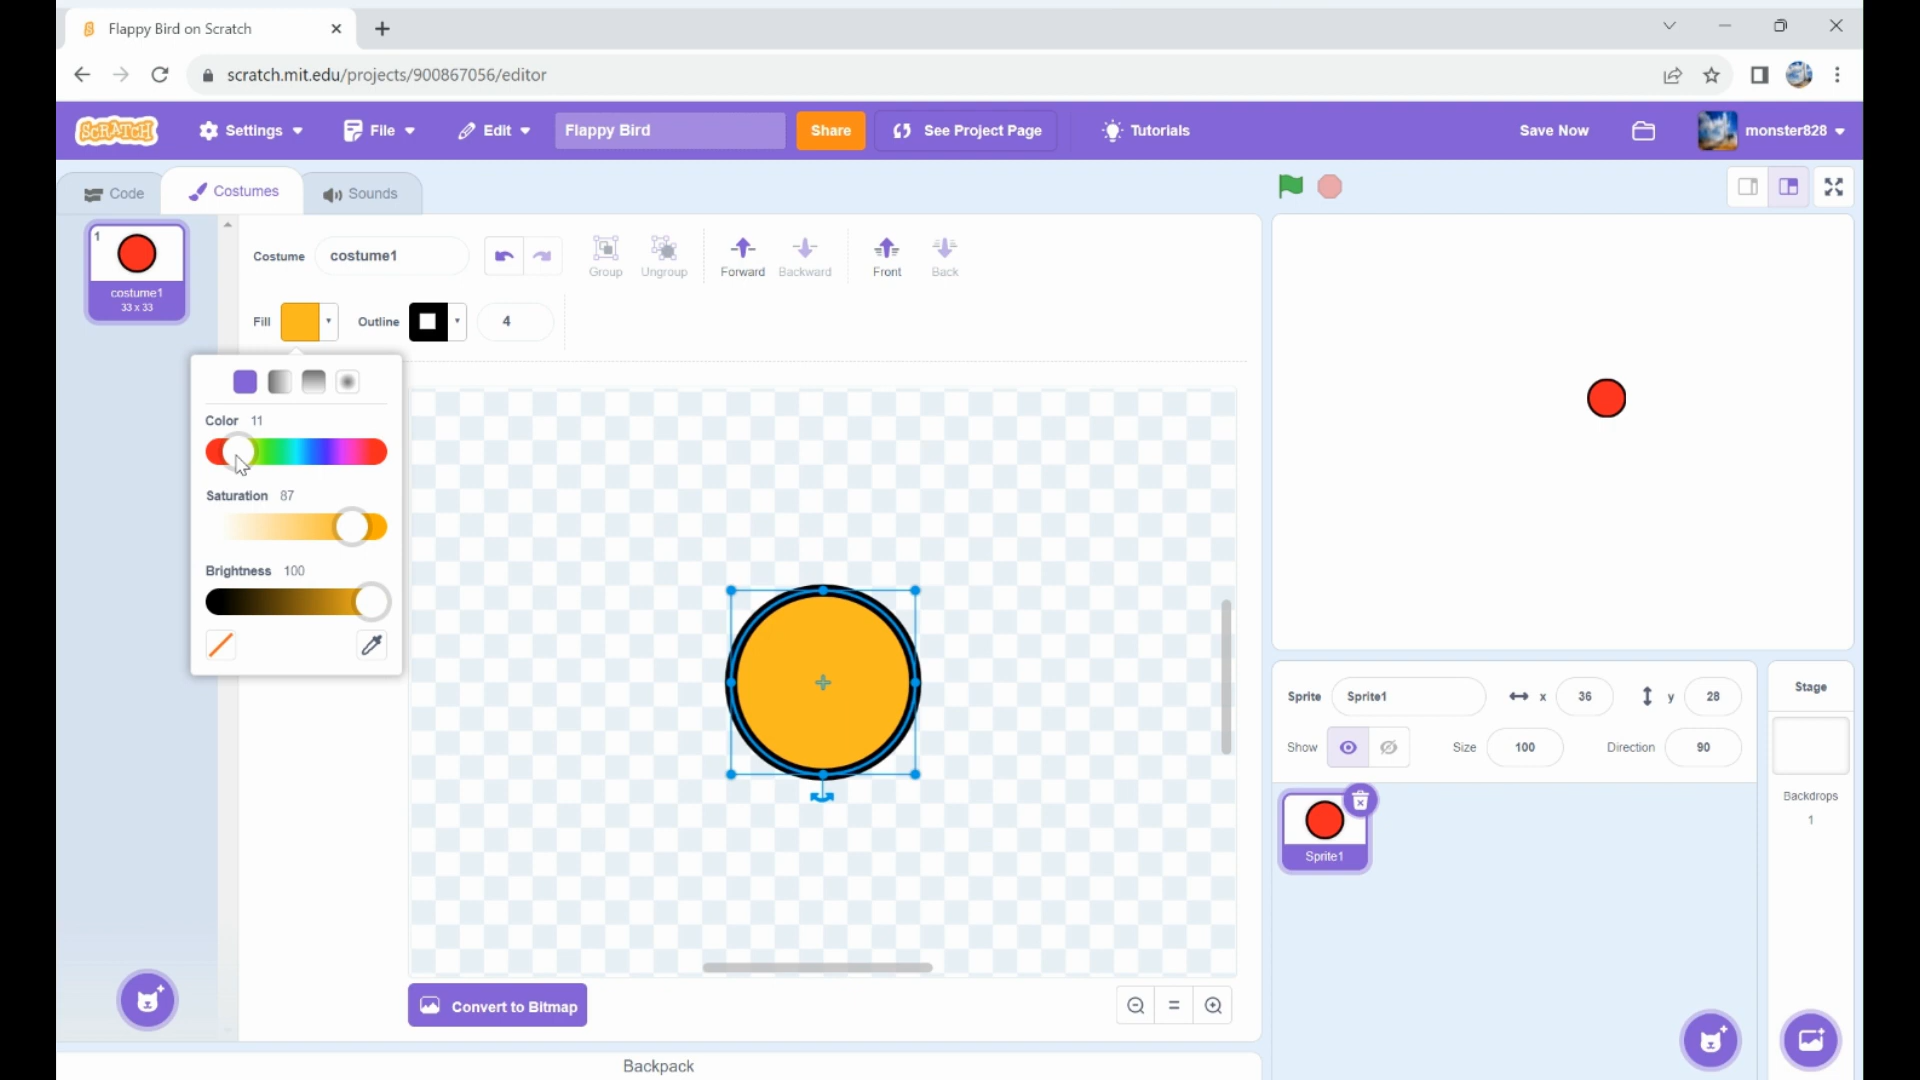 Flappy Bird on Scratch
scratch.mit.edu/projects/900867056/editor
SCRATCH Settings File Edit Flappy Bird Share See Project Page Tutorials Save Now monster828
Code Costumes Sounds
1
costume1
33 x 33
Costume costume1 Group Ungroup Forward Backward Front Back
Fill Outline 4
Color 11
Saturation 87
Brightness 100
Convert to Bitmap
Backpack
Sprite Sprite1 x 36 y 28
Show Size 100 Direction 90
Sprite1
Stage
Backdrops
1